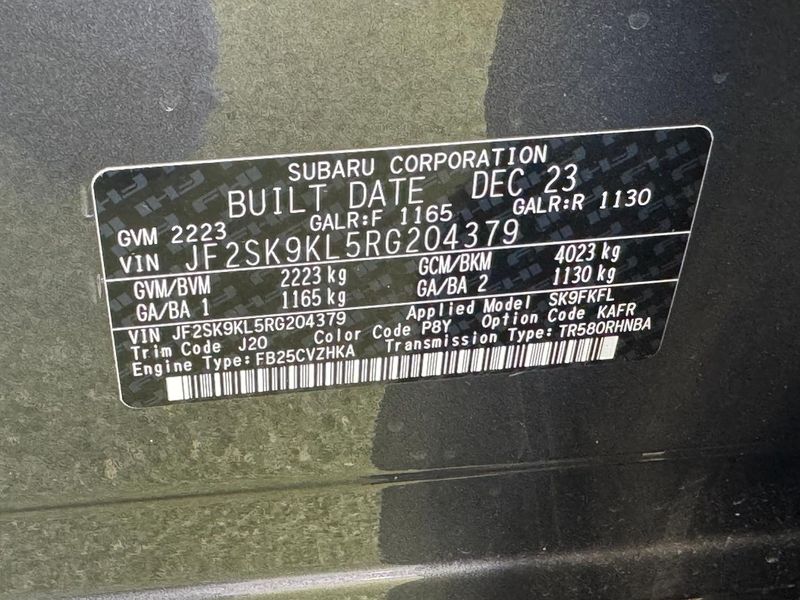 SUBARU CORPORATION
BUILT DATE DEC 23
GVM 2223 GALR:F 1165 GALR:R 1130
VIN JF2SK9KL5RG204379
GVM/BVM 2223 kg GCM/BKM 4023 kg
GA/BA 1 1165 kg GA/BA 2 1130 kg
VIN JF2SK9KL5RG204379 Applied Model SK9FKFL
Trim Code J20 Color Code P8Y Option Code KAFR
Engine Type:FB25CVZHKA Transmission Type:TR580RHNBA